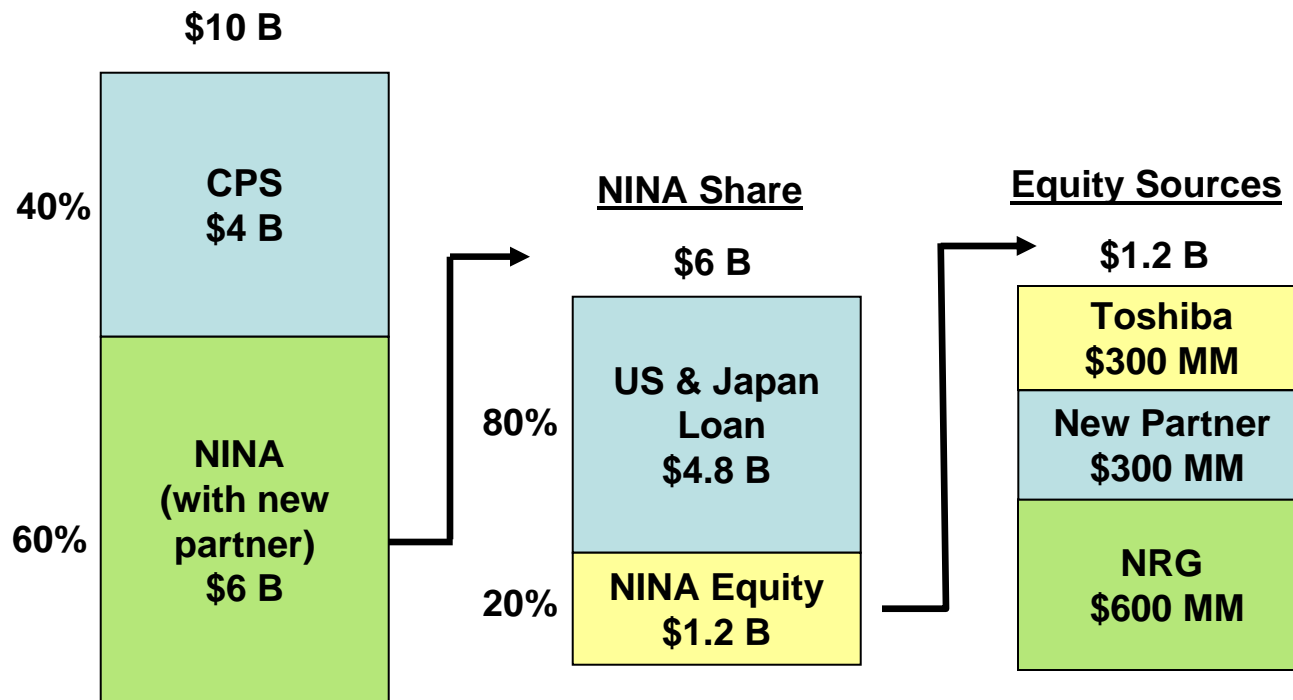 $10 B
40%
CPS
$4 B
60%
NINA
(with new
partner)
$6 B
NINA Share
$6 B
80%
US & Japan
Loan
$4.8 B
20%
NINA Equity
$1.2 B
Equity Sources
$1.2 B
Toshiba
$300 MM
New Partner
$300 MM
NRG
$600 MM